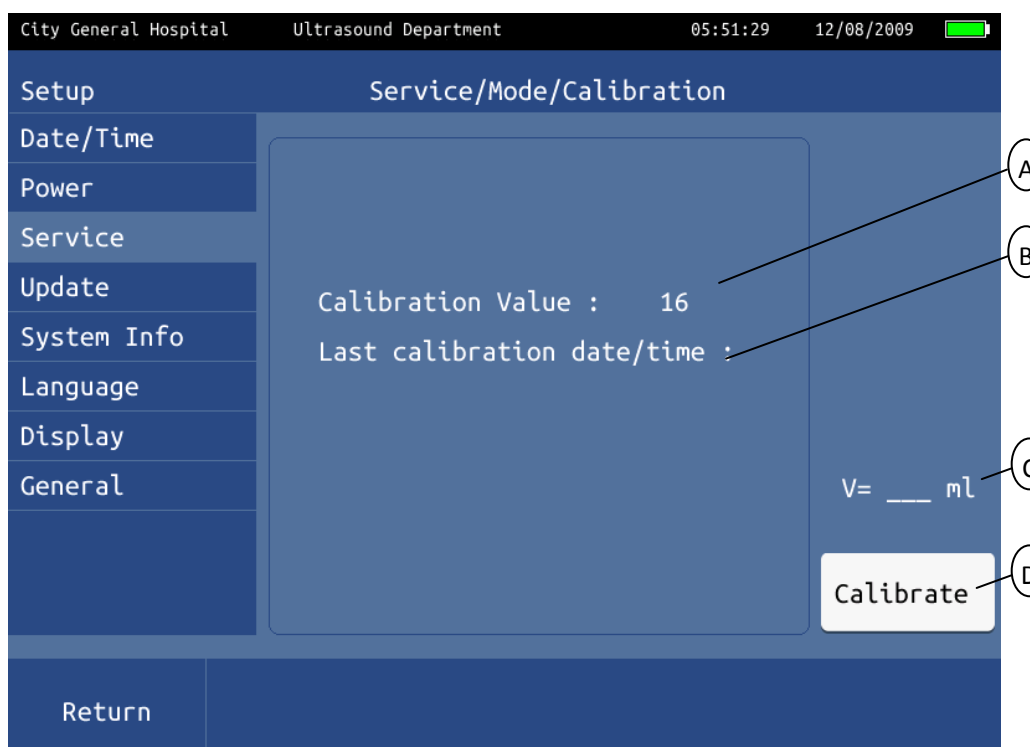 City General Hospital Ultrasound Department 05:51:29 12/08/2009
Setup Service/Mode/Calibration
Date/Time
Power
Service
Update
System Info
Language
Display
General
Calibration Value : 16
Last calibration date/time :
A
B
C
D
V= ___ ml
Calibrate
Return